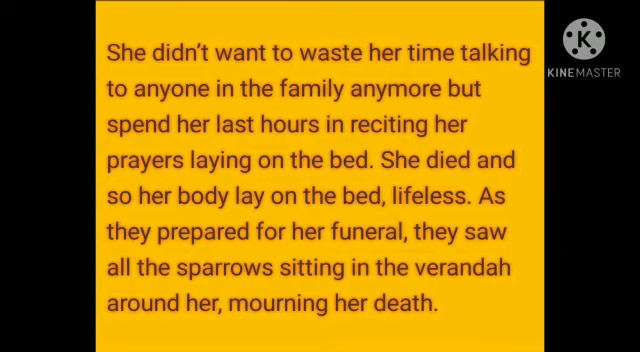 She didn’t want to waste her time talking
to anyone in the family anymore but
spend her last hours in reciting her
prayers laying on the bed. She died and
so her body lay on the bed, lifeless. As
they prepared for her funeral, they saw
all the sparrows sitting in the verandah
around her, mourning her death.
K
KINEMASTER